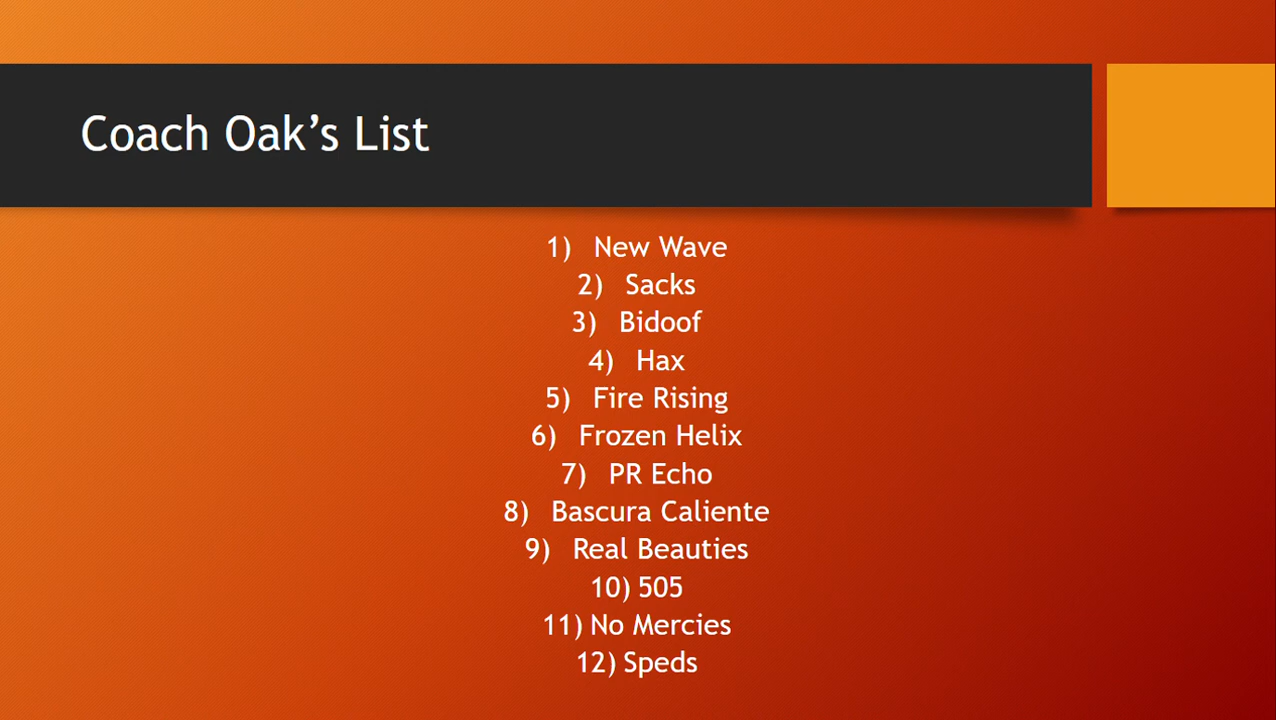 Coach Oak’s List
1) New Wave
2) Sacks
3) Bidoof
4) Hax
5) Fire Rising
6) Frozen Helix
7) PR Echo
8) Bascura Caliente
9) Real Beauties
10) 505
11) No Mercies
12) Speds